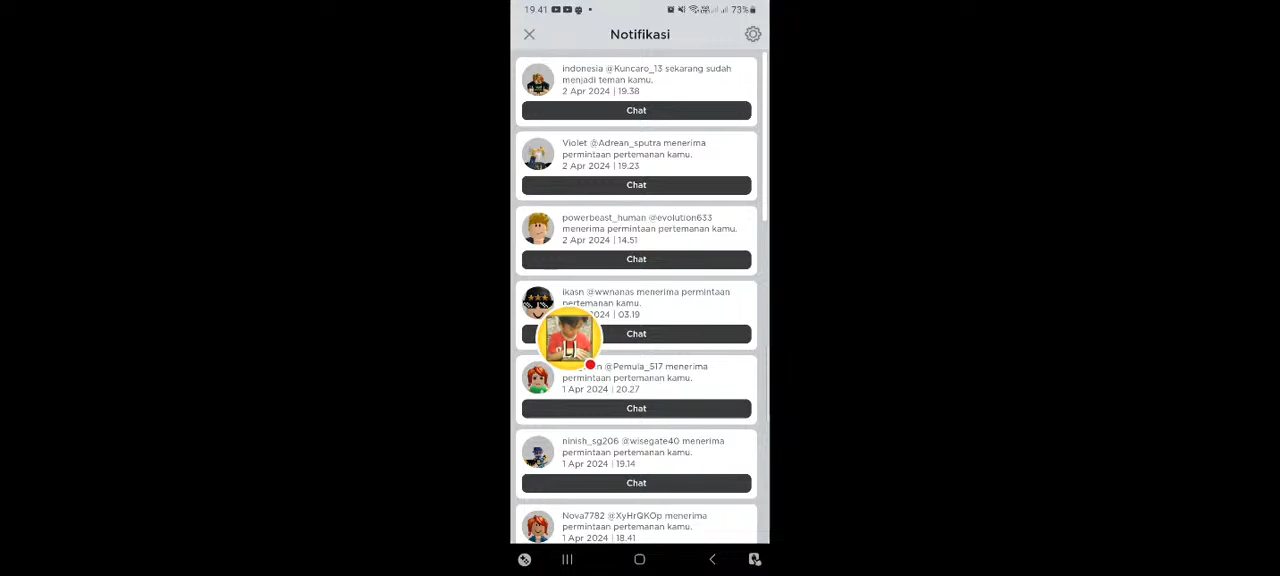 19.41
73%
Notifikasi
indonesia @Kuncaro_13 sekarang sudah
menjadi teman kamu.
2 Apr 2024 | 19.38
Chat
Violet @Adrean_sputra menerima
permintaan pertemanan kamu.
2 Apr 2024 | 19.23
Chat
powerbeast_human @evolution633
menerima permintaan pertemanan kamu.
2 Apr 2024 | 14.51
Chat
ikasn @wwnanas menerima permintaan
pertemanan kamu.
2024 | 03.19
Chat
@Pemula_517 menerima
permintaan pertemanan kamu.
1 Apr 2024 | 20.27
Chat
ninish_sg206 @wisegate40 menerima
permintaan pertemanan kamu.
1 Apr 2024 | 19.14
Chat
Nova7782 @XyHrQKOp menerima
permintaan pertemanan kamu.
1 Apr 2024 | 18.41